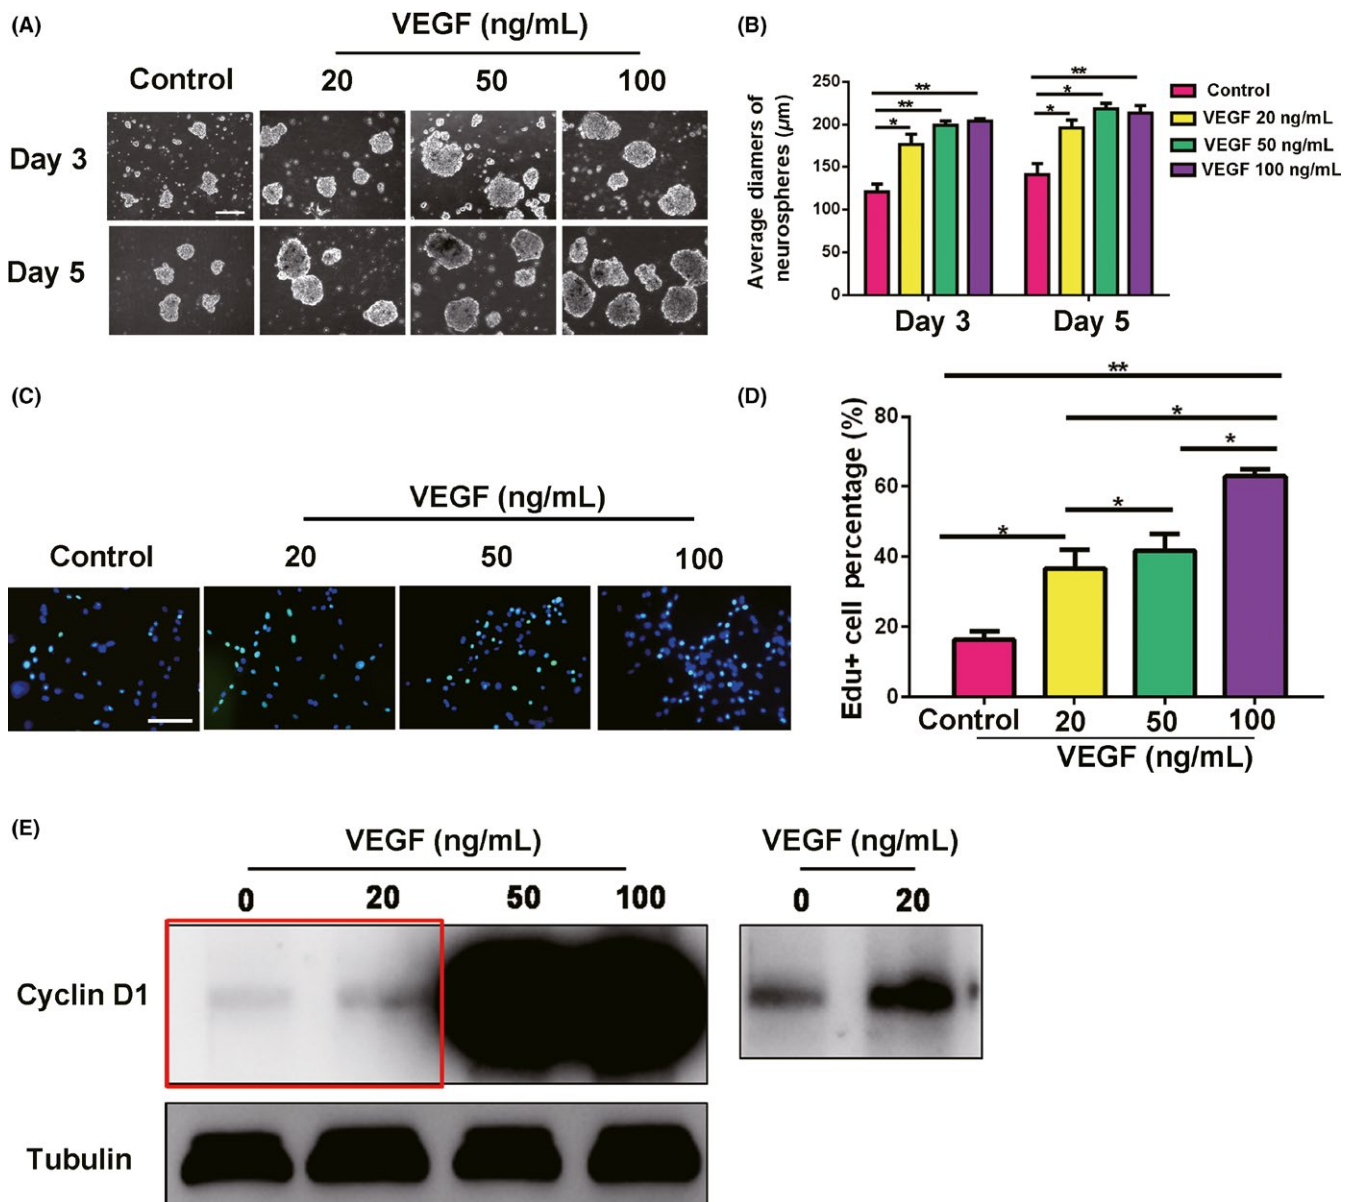 (A)
VEGF (ng/mL)
Control 20 50 100
Day 3
Day 5
(B)
Average diamers of
neurospheres (µm)
250
200
150
100
50
0
** ** *
** * *
Day 3 Day 5
Control
VEGF 20 ng/mL
VEGF 50 ng/mL
VEGF 100 ng/mL
(C)
VEGF (ng/mL)
Control 20 50 100
(D)
Edu+ cell percentage (%)
80
60
40
20
0
**
*
*
*
*
Control 20 50 100
VEGF (ng/mL)
(E)
VEGF (ng/mL)
0 20 50 100
Cyclin D1
Tubulin
VEGF (ng/mL)
0 20